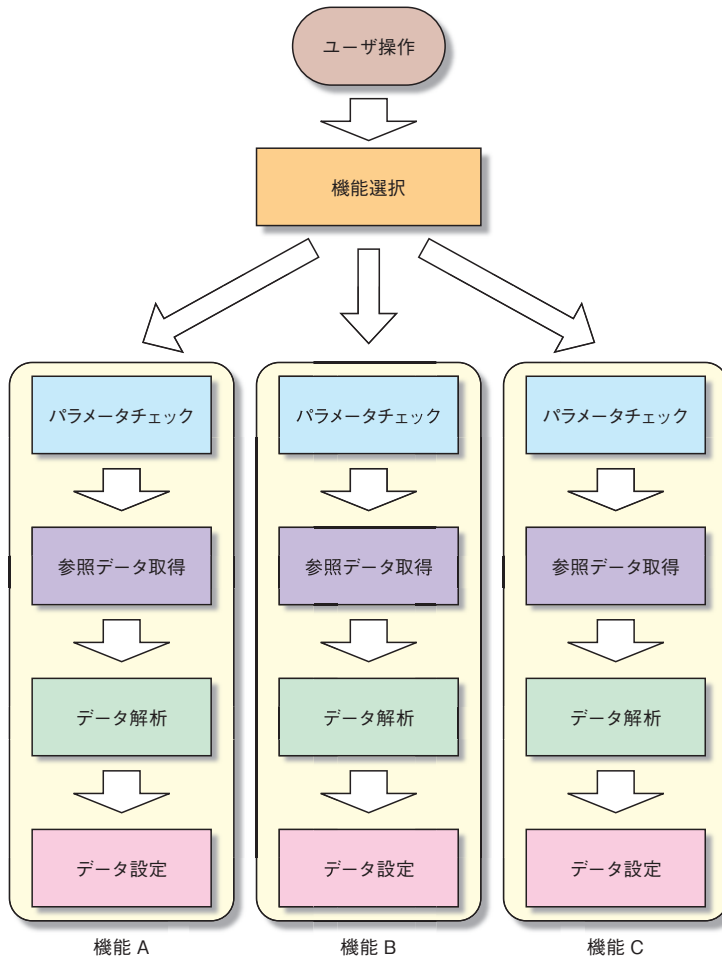 ユーザ操作
機能選択
パラメータチェック
参照データ取得
データ解析
データ設定
機能 A
パラメータチェック
参照データ取得
データ解析
データ設定
機能 B
パラメータチェック
参照データ取得
データ解析
データ設定
機能 C